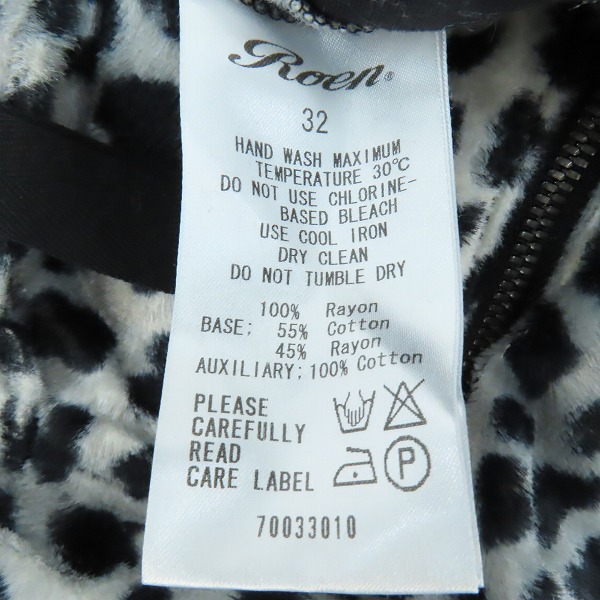 Roen®
32
HAND WASH MAXIMUM
TEMPERATURE 30℃
DO NOT USE CHLORINE-
BASED BLEACH
USE COOL IRON
DRY CLEAN
DO NOT TUMBLE DRY
100% Rayon
BASE; 55% Cotton
45% Rayon
AUXILIARY; 100% Cotton
PLEASE
CAREFULLY
READ
CARE LABEL
P
70033010